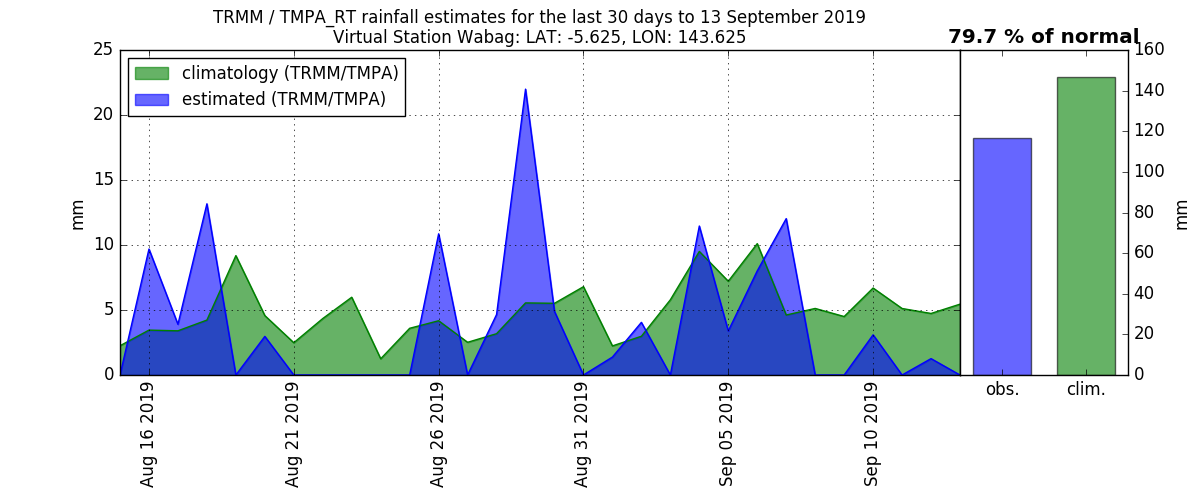 TRMM / TMPA_RT rainfall estimates for the last 30 days to 13 September 2019
Virtual Station Wabag: LAT: -5.625, LON: 143.625
79.7 % of normal
climatology (TRMM/TMPA)
estimated (TRMM/TMPA)
25
20
15
10
5
0
mm
Aug 16 2019
Aug 21 2019
Aug 26 2019
Aug 31 2019
Sep 05 2019
Sep 10 2019
obs.
clim.
160
140
120
100
80
60
40
20
0
mm